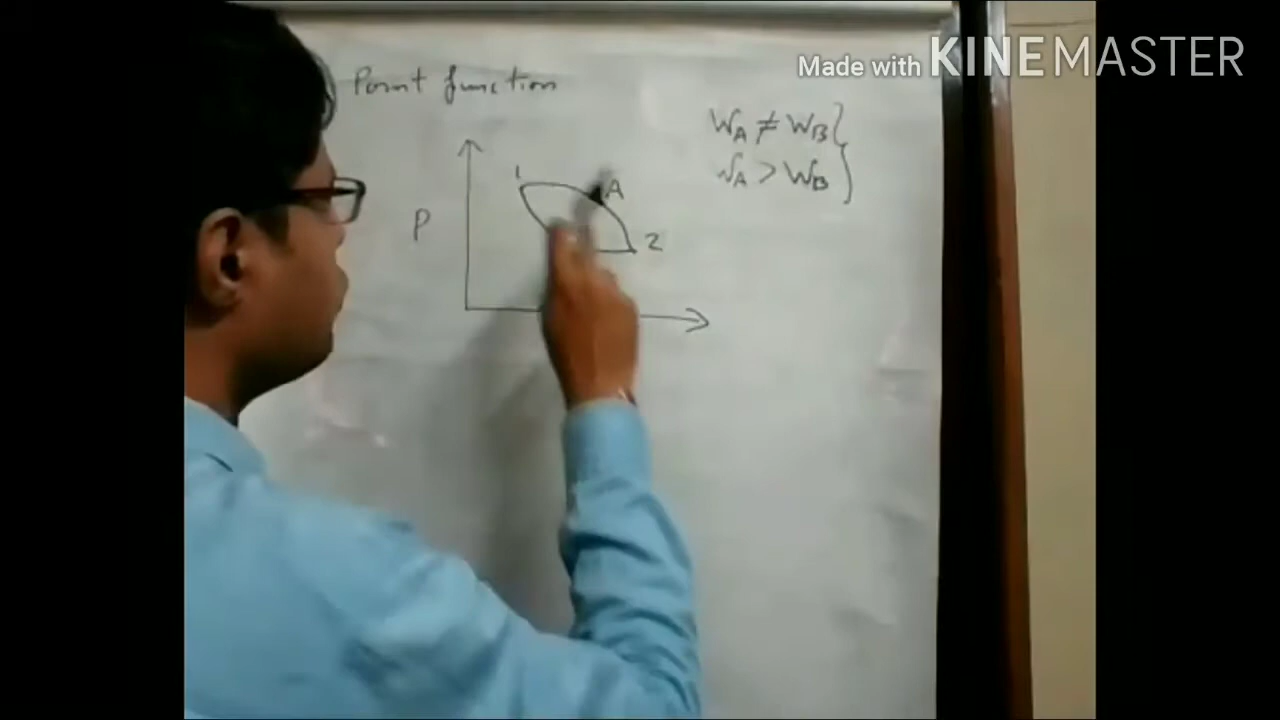 Made with KINEMASTER
Point function
WA ≠ WB
WA > WB
1
A
P
2